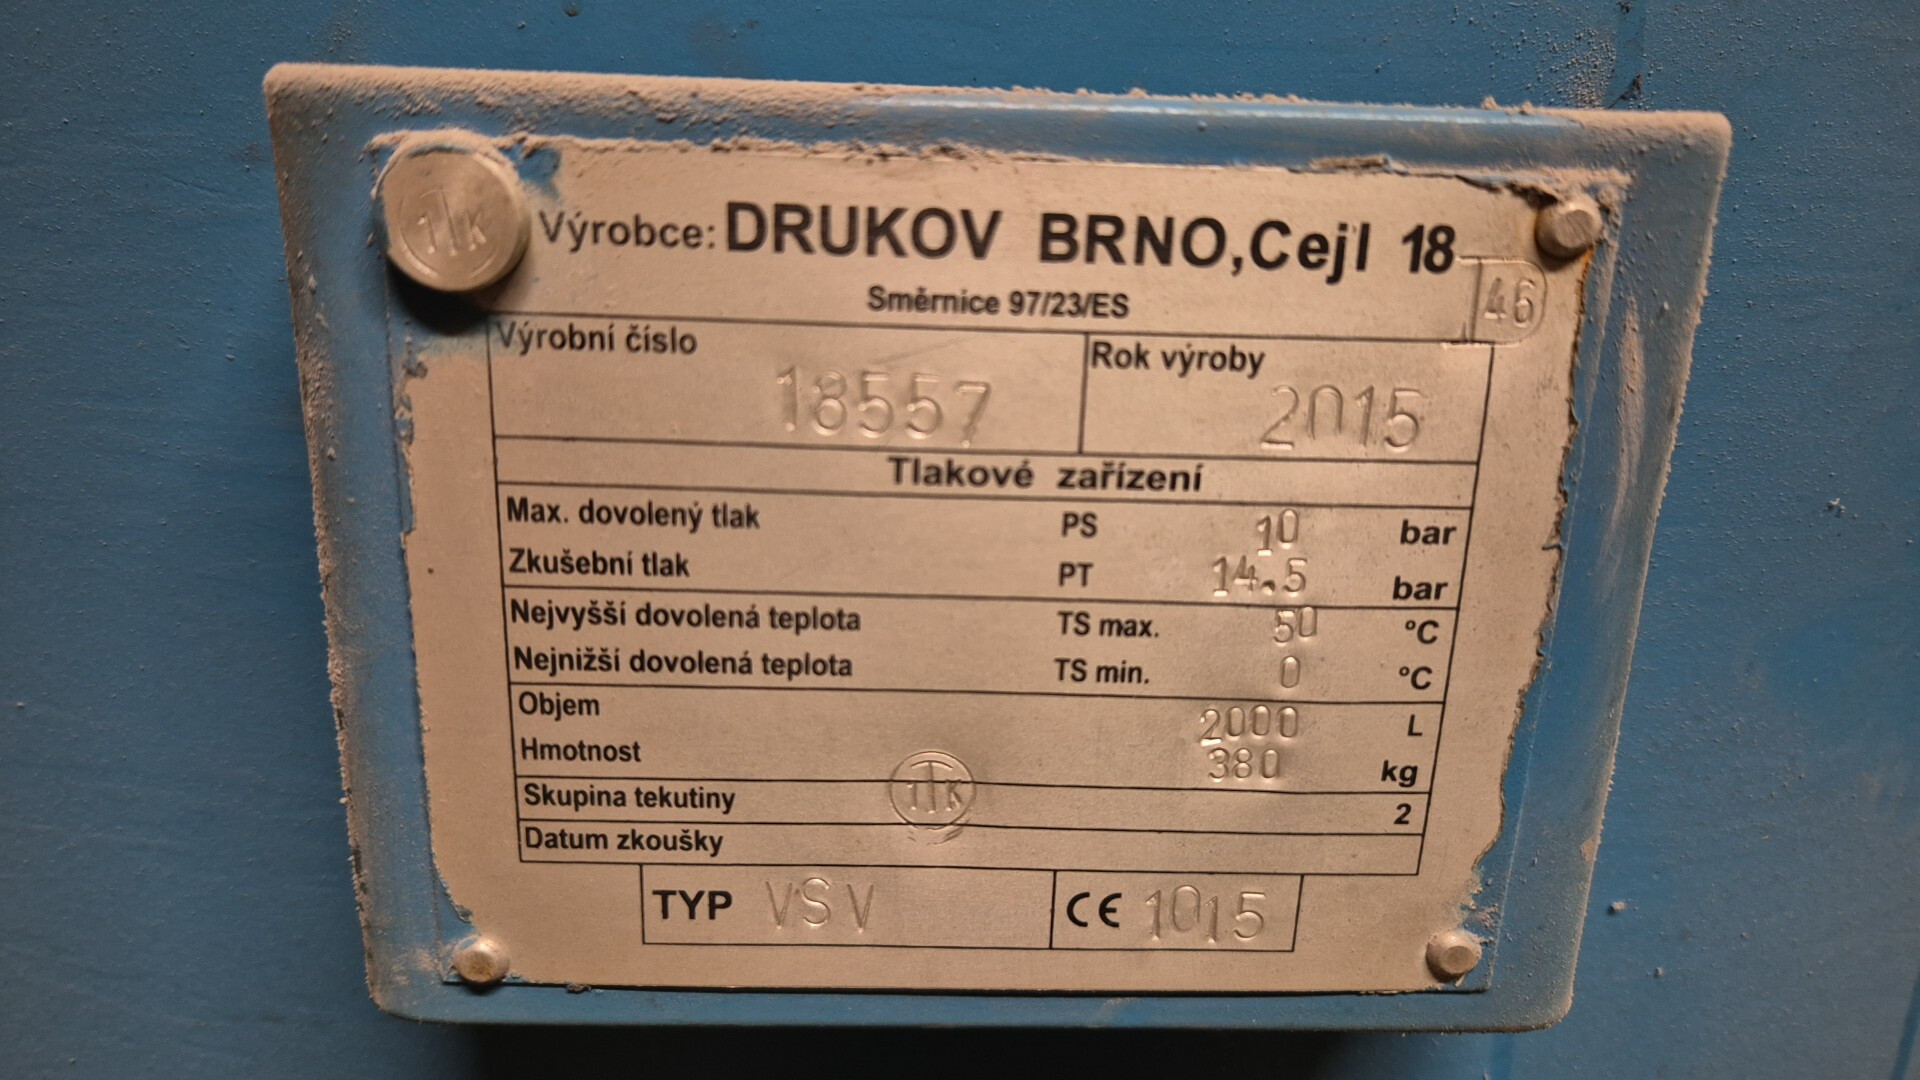 1TK
Výrobce: DRUKOV BRNO, Cejl 18
46
Směrnice 97/23/ES
Výrobní číslo 18557 Rok výroby 2015
Tlakové zařízení
Max. dovolený tlak PS 10 bar
Zkušební tlak PT 14.5 bar
Nejvyšší dovolená teplota TS max. 50 °C
Nejnižší dovolená teplota TS min. 0 °C
Objem 2000 L
Hmotnost 380 kg
1TK
Skupina tekutiny 2
Datum zkoušky
TYP VSV CE 1015